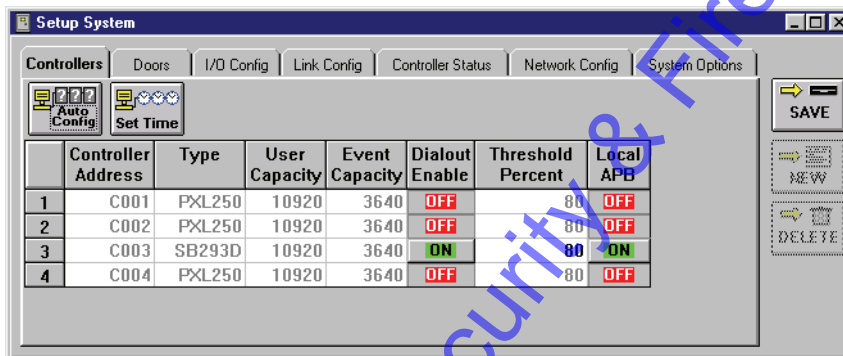 Setup System
Controllers Doors I/O Config Link Config Controller Status Network Config System Options
???
Auto Config
Set Time
SAVE
NEW
DELETE
Controller Address Type User Capacity Event Capacity Dialout Enable Threshold Percent Local APB
1 C001 PXL250 10920 3640 OFF 80 OFF
2 C002 PXL250 10920 3640 OFF 80 OFF
3 C003 SB293D 10920 3640 ON 80 ON
4 C004 PXL250 10920 3640 OFF 80 OFF
curity & Fire